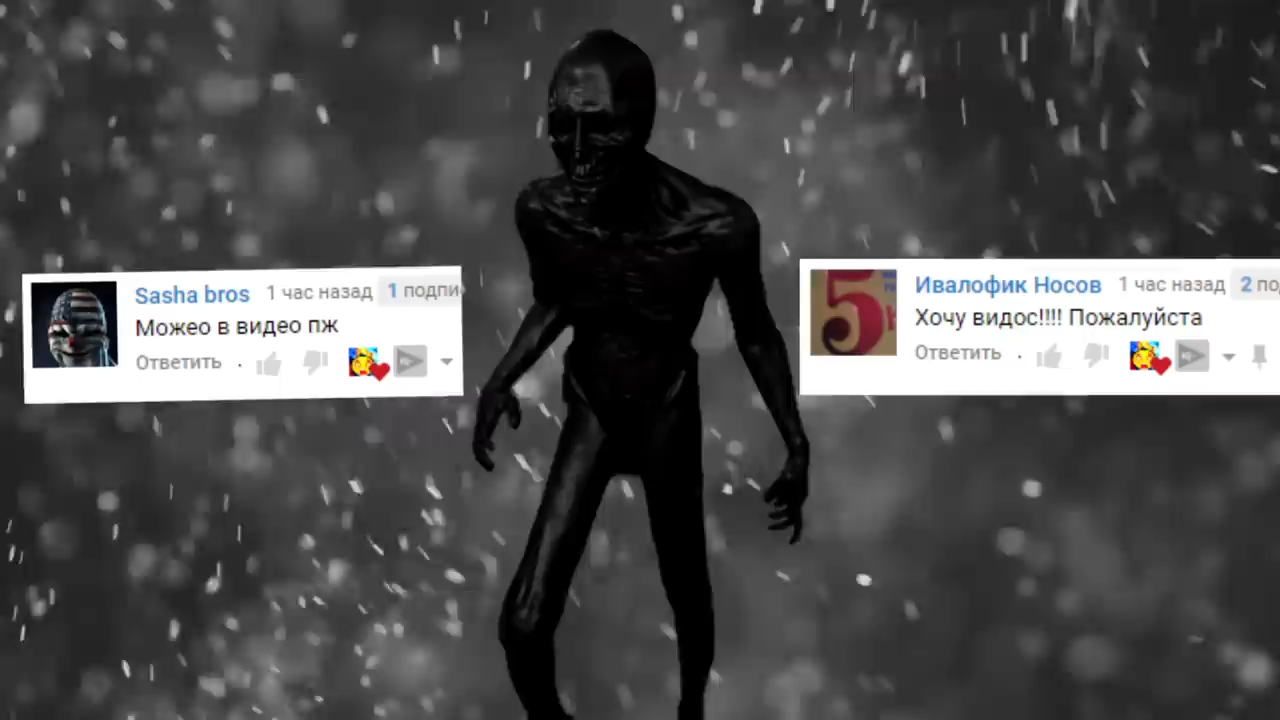 Sasha bros 1 час назад 1 подпи
Можео в видео пж
Ответить
Ивалофик Носов 1 час назад 2 по
Хочу видос!!!! Пожалуйста
Ответить
5